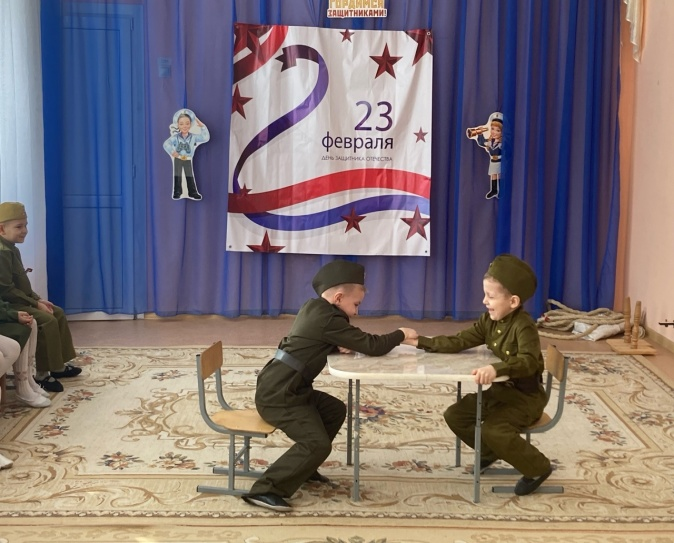 ГОРДИМСЯ
ЗАЩИТНИКАМИ!
23
февраля
ДЕНЬ ЗАЩИТНИКА ОТЕЧЕСТВА